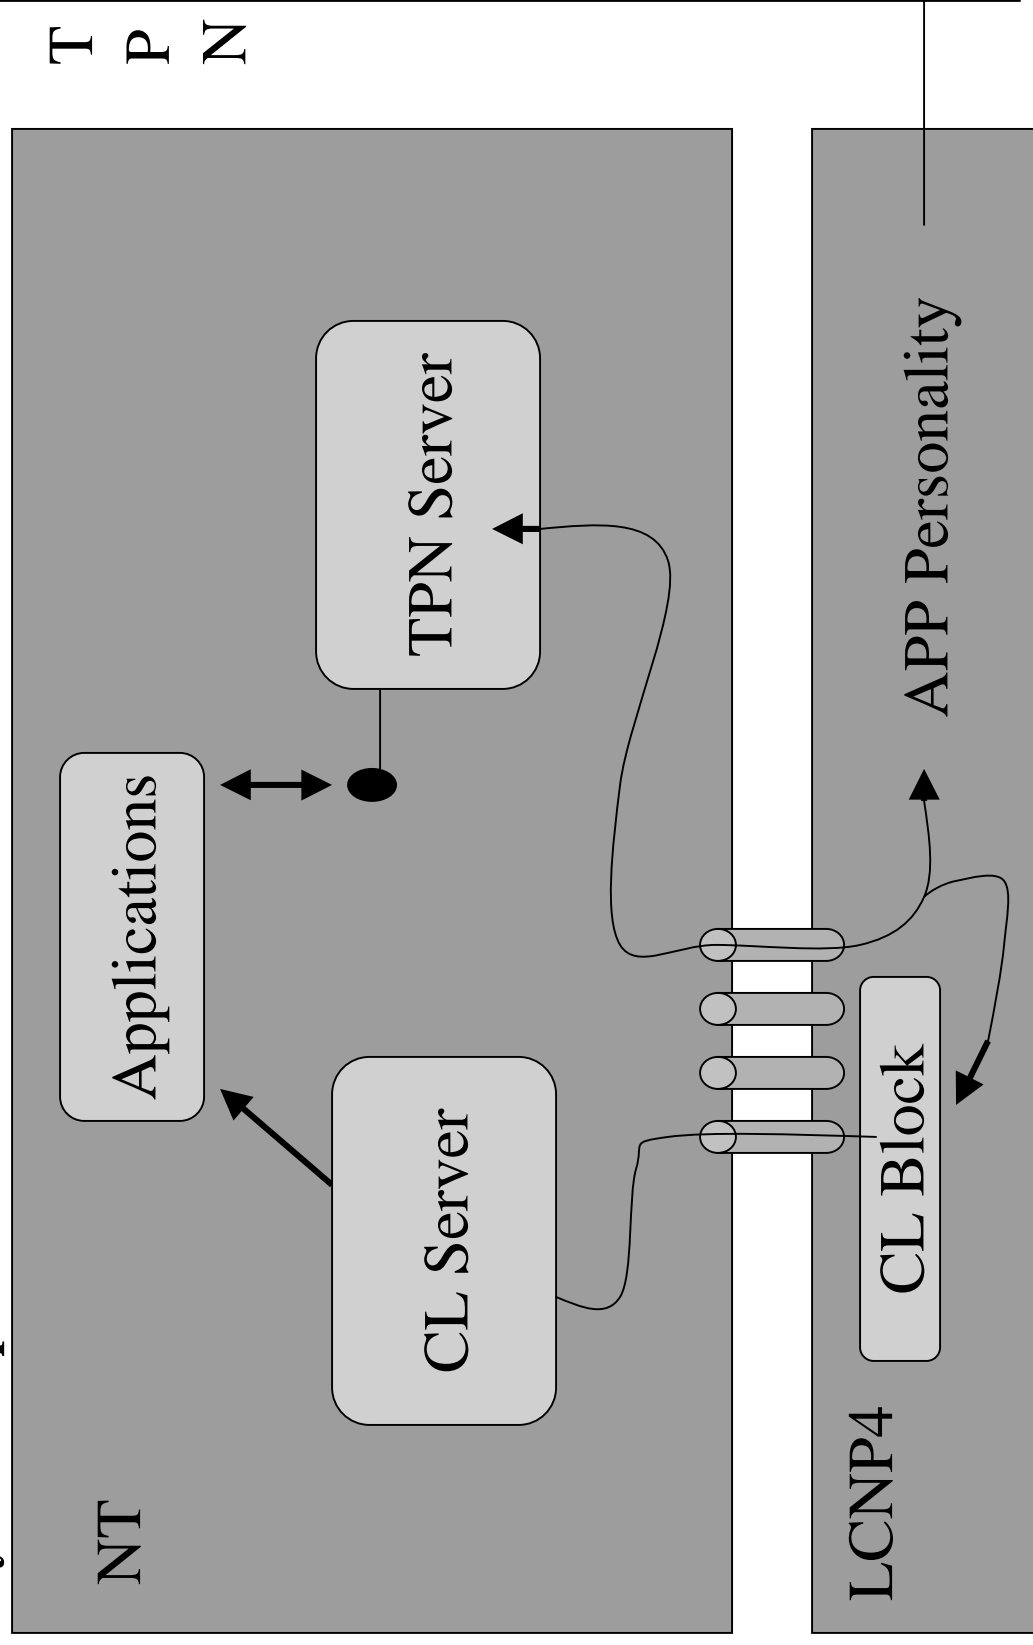 T
P
N
NT
Applications
CL Server
TPN Server
LCNP4
CL Block
APP Personality